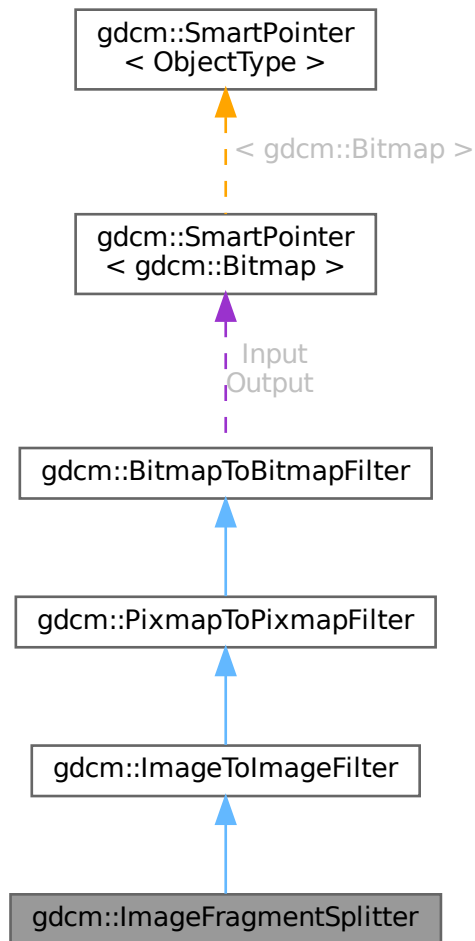 gdcm::SmartPointer
< ObjectType >
< gdcm::Bitmap >
gdcm::SmartPointer
< gdcm::Bitmap >
Input
Output
gdcm::BitmapToBitmapFilter
gdcm::PixmapToPixmapFilter
gdcm::ImageToImageFilter
gdcm::ImageFragmentSplitter